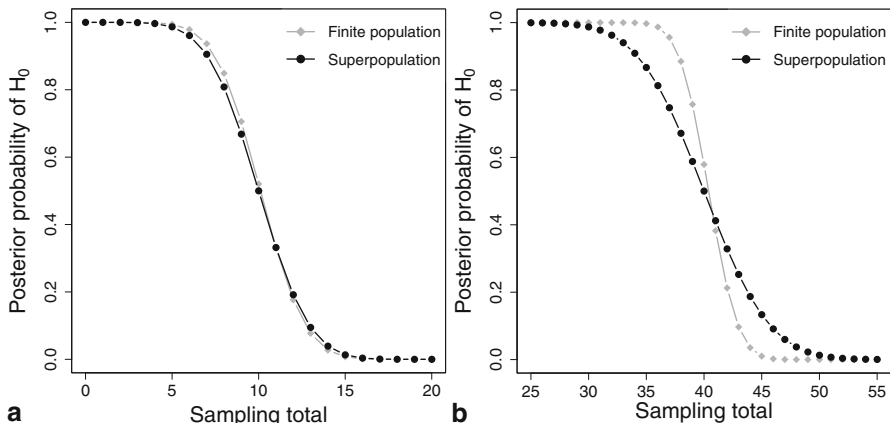 Posterior probability of H0
1.0
0.8
0.6
0.4
0.2
0.0
Finite population
Superpopulation
0 5 10 15 20
Sampling total
a
Posterior probability of H0
1.0
0.8
0.6
0.4
0.2
0.0
Finite population
Superpopulation
25 30 35 40 45 50 55
Sampling total
b